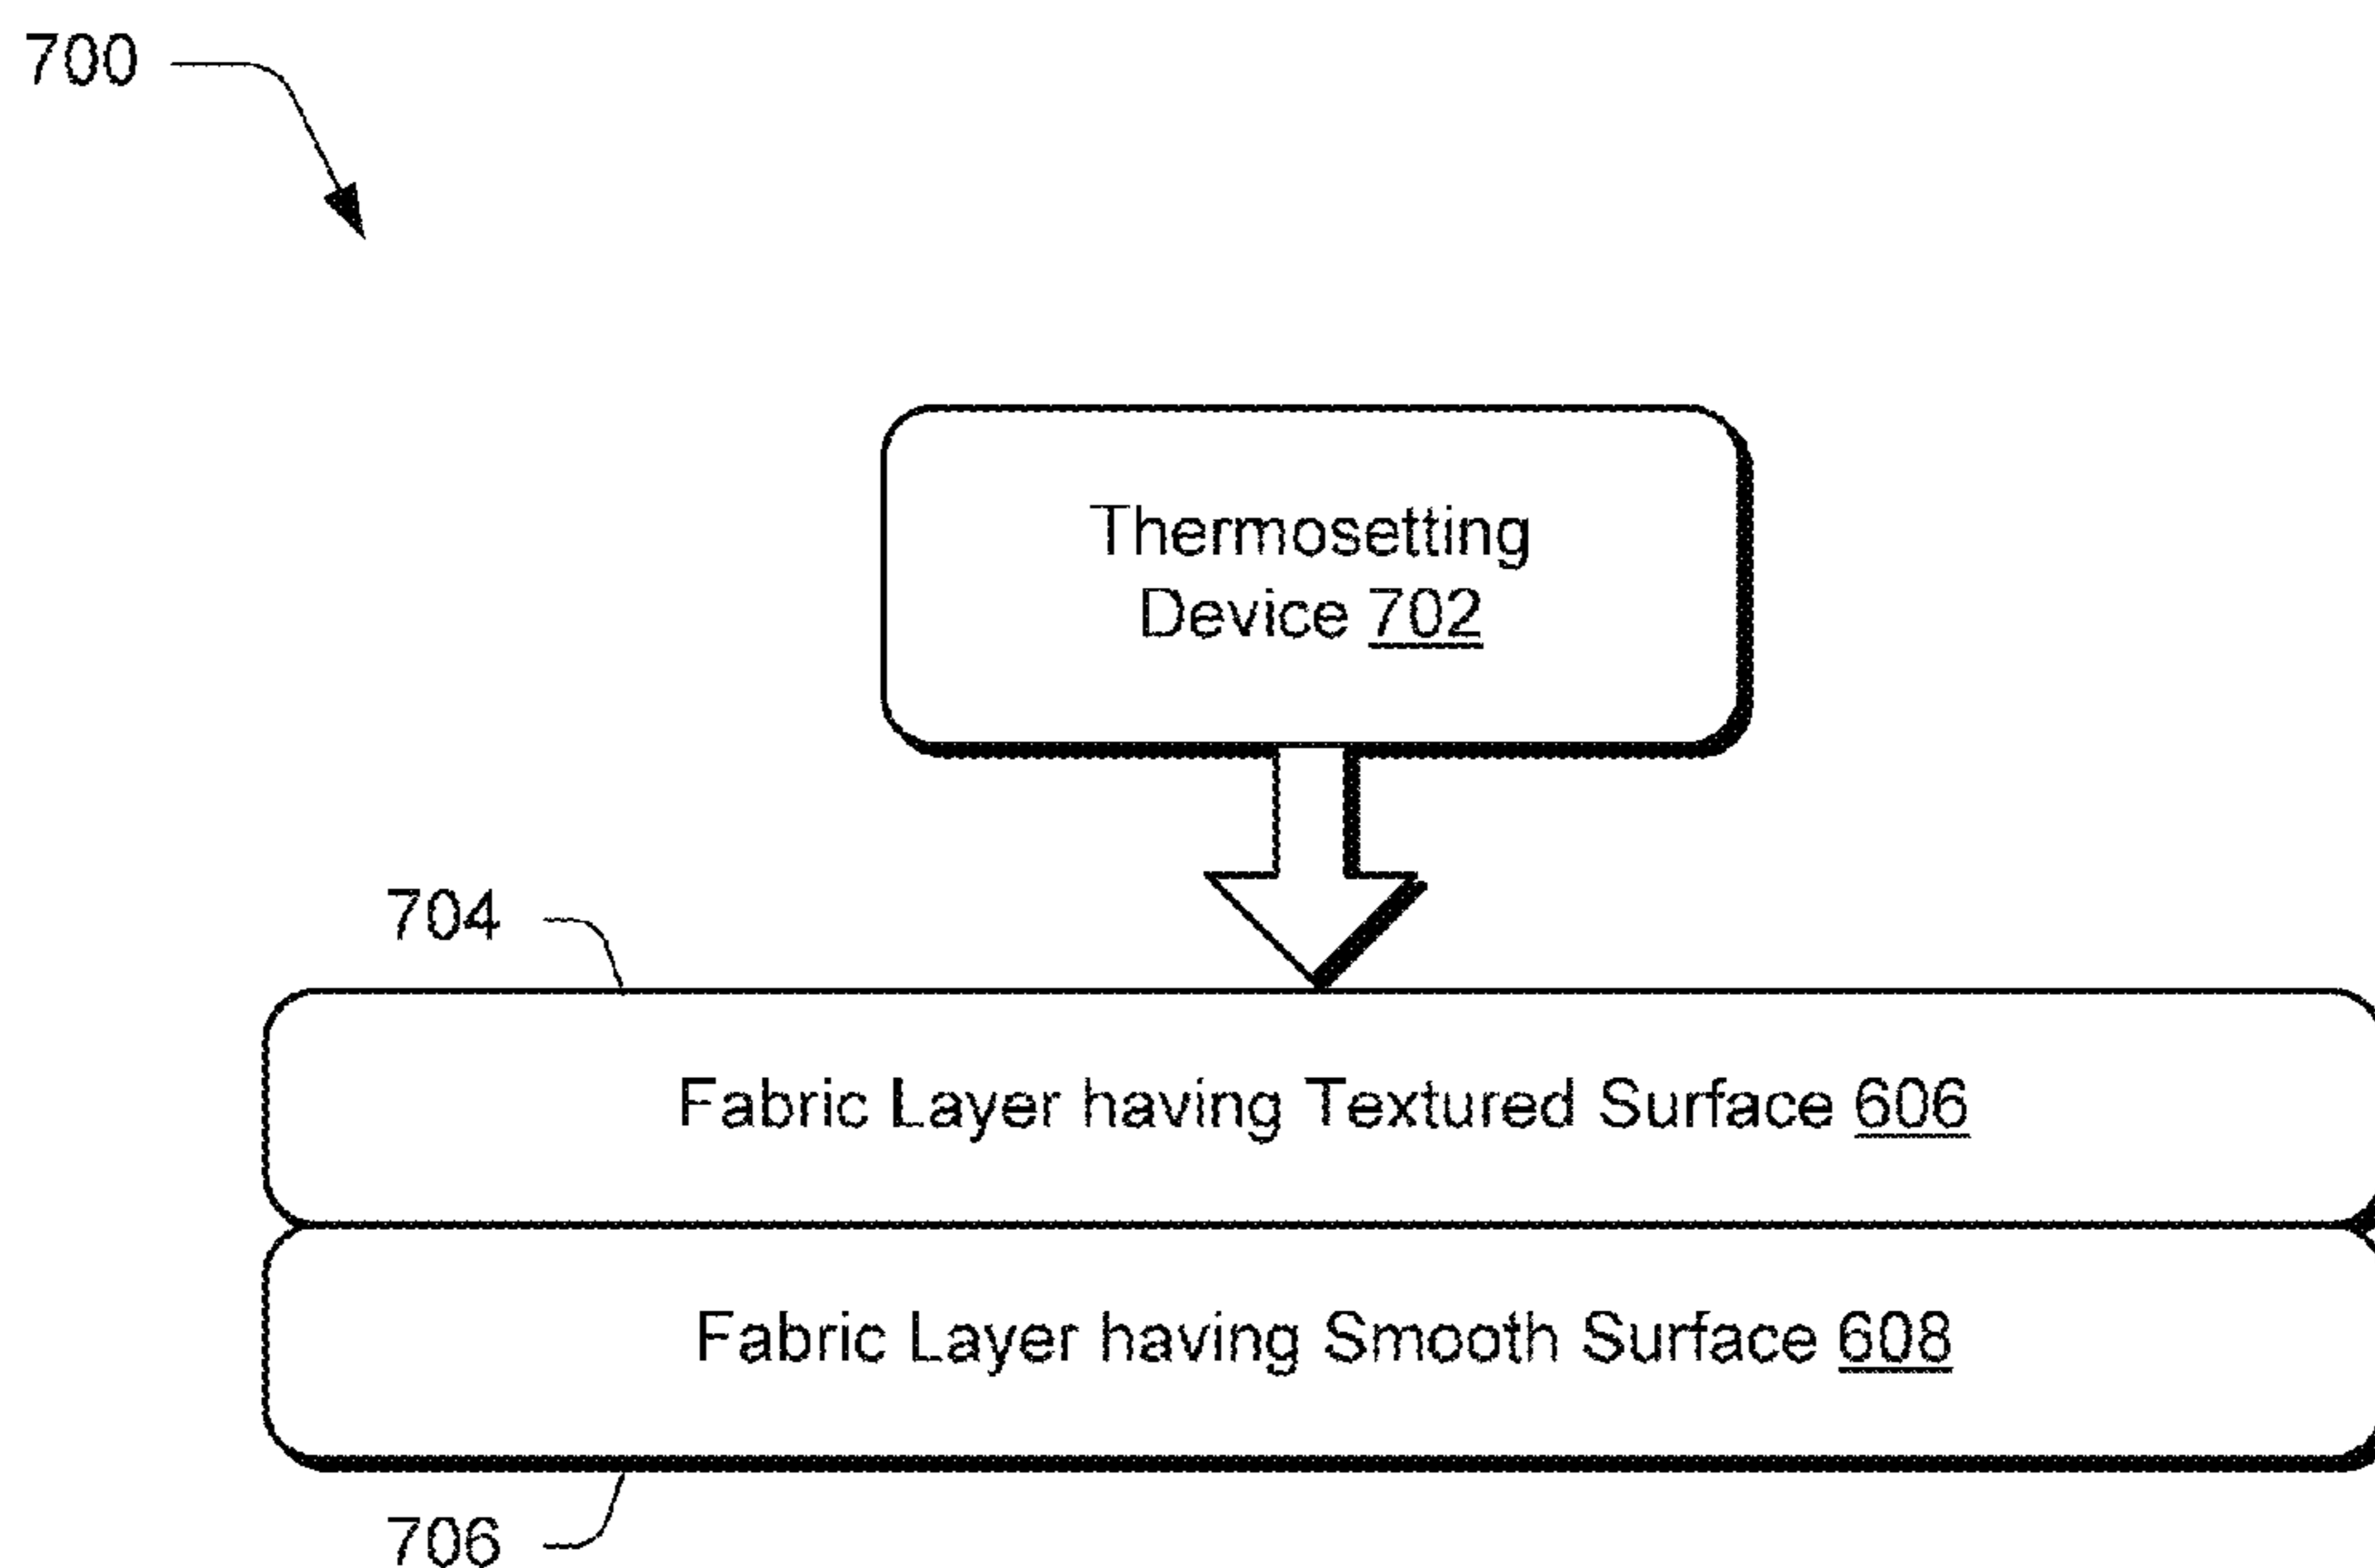 700
Thermosetting
Device 702
704
Fabric Layer having Textured Surface 606
Fabric Layer having Smooth Surface 608
706